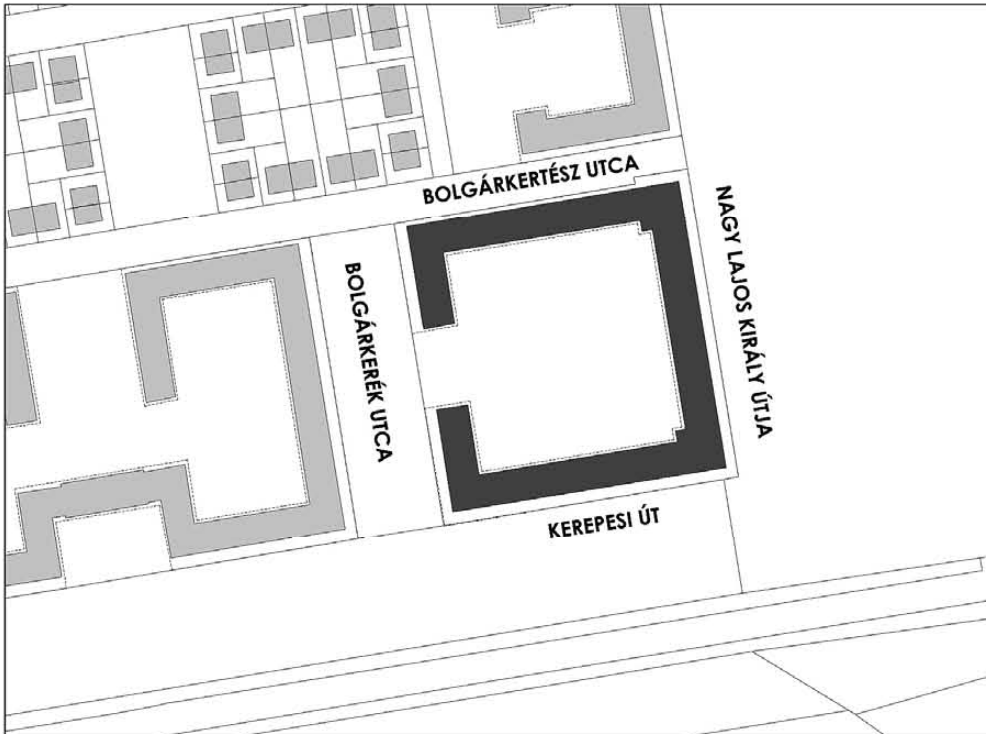 BOLGÁRKERTÉSZ UTCA
NAGY LAJOS KIRÁLY ÚTJA
BOLGÁRKERÉK UTCA
KEREPESI ÚT